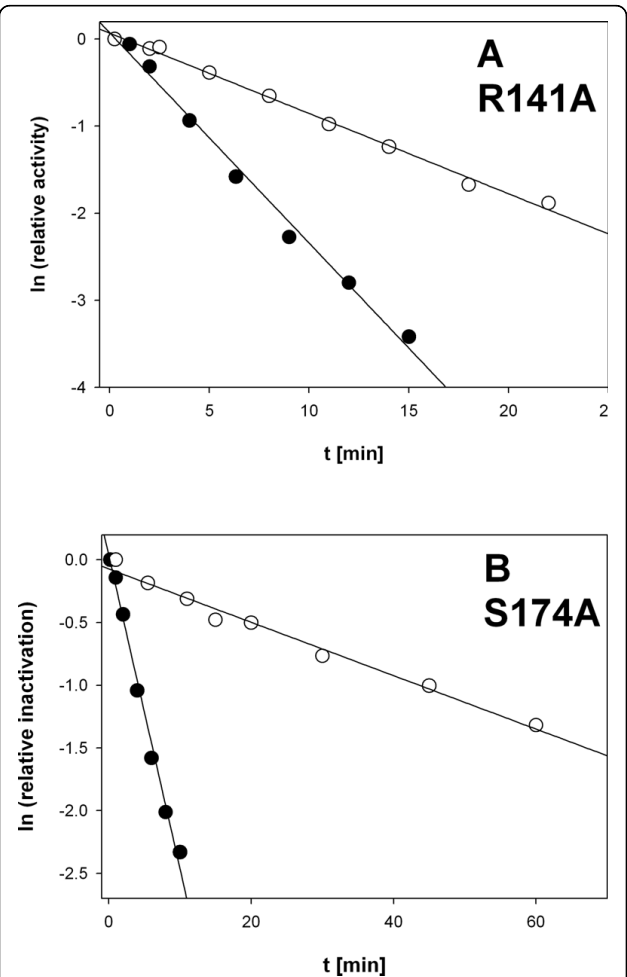 A
R141A
ln (relative activity)
0
-1
-2
-3
-4
0 5 10 15 20 2
t [min]
B
S174A
ln (relative inactivation)
0.0
-0.5
-1.0
-1.5
-2.0
-2.5
0 20 40 60
t [min]